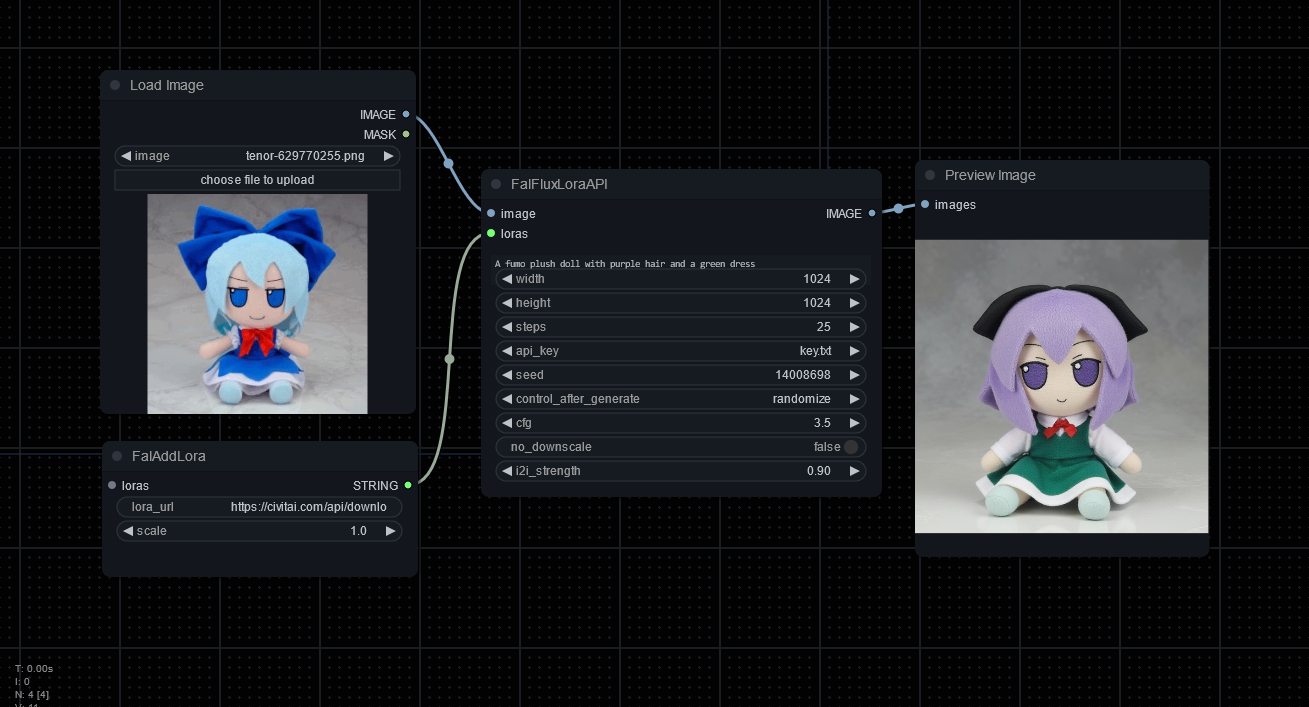 Load Image
IMAGE
MASK
image tenor-629770255.png
choose file to upload
FalAddLora
loras STRING
lora_url https://civitai.com/api/downlo
scale 1.0
FalFluxLoraAPI
image IMAGE
loras
A fumo plush doll with purple hair and a green dress
width 1024
height 1024
steps 25
api_key key.txt
seed 14008698
control_after_generate randomize
cfg 3.5
no_downscale false
i2i_strength 0.90
Preview Image
images
T: 0.00s
I: 0
N: 4 [4]